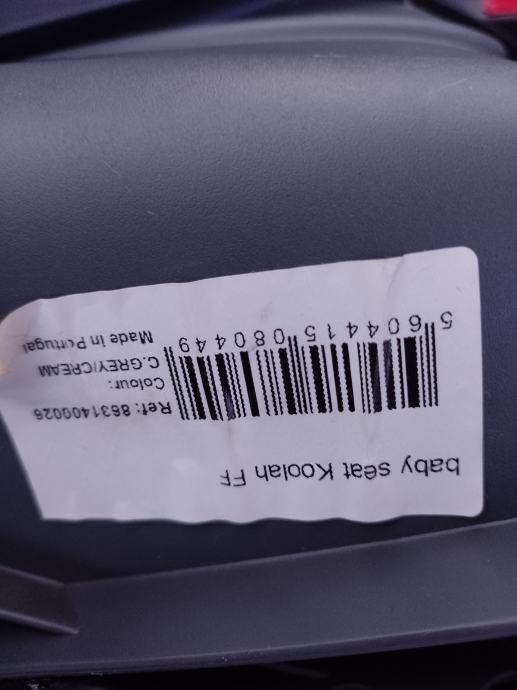 baby seat Koolah FF
Ref: 8631400026
Colour:
C.GREY/CREAM
Made in Portugal
5 604415 080449